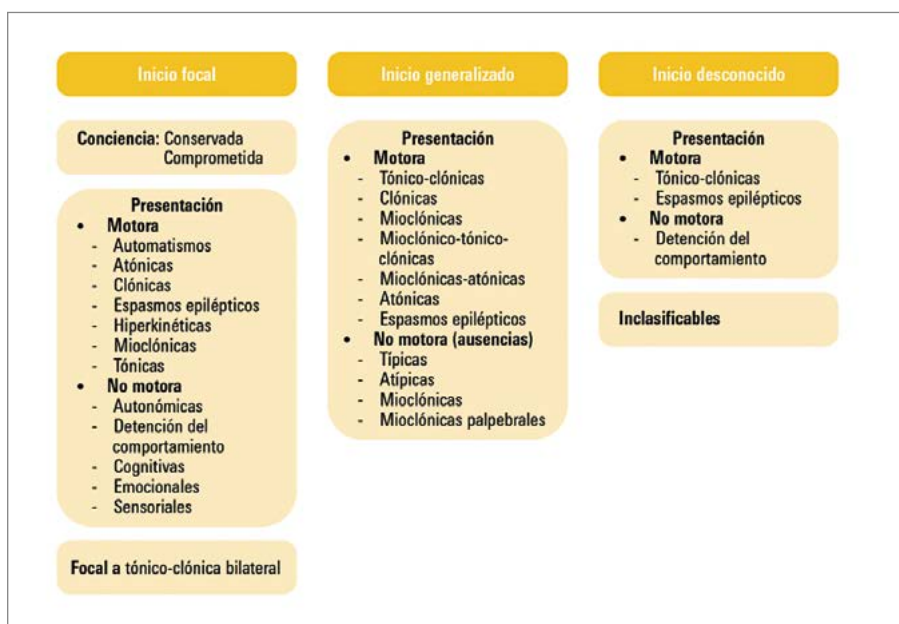 Inicio focal
Conciencia: Conservada
Comprometida
Presentación
• Motora
- Automatismos
- Atónicas
- Clónicas
- Espasmos epilépticos
- Hiperkinéticas
- Mioclónicas
- Tónicas
• No motora
- Autonómicas
- Detención del
comportamiento
- Cognitivas
- Emocionales
- Sensoriales
Focal a tónico-clónica bilateral
Inicio generalizado
Presentación
• Motora
- Tónico-clónicas
- Clónicas
- Mioclónicas
- Mioclónico-tónico-
clónicas
- Mioclónicas-atónicas
- Atónicas
- Espasmos epilépticos
• No motora (ausencias)
- Típicas
- Atípicas
- Mioclónicas
- Mioclónicas palpebrales
Inicio desconocido
Presentación
• Motora
- Tónico-clónicas
- Espasmos epilépticos
• No motora
- Detención del
comportamiento
Inclasificables